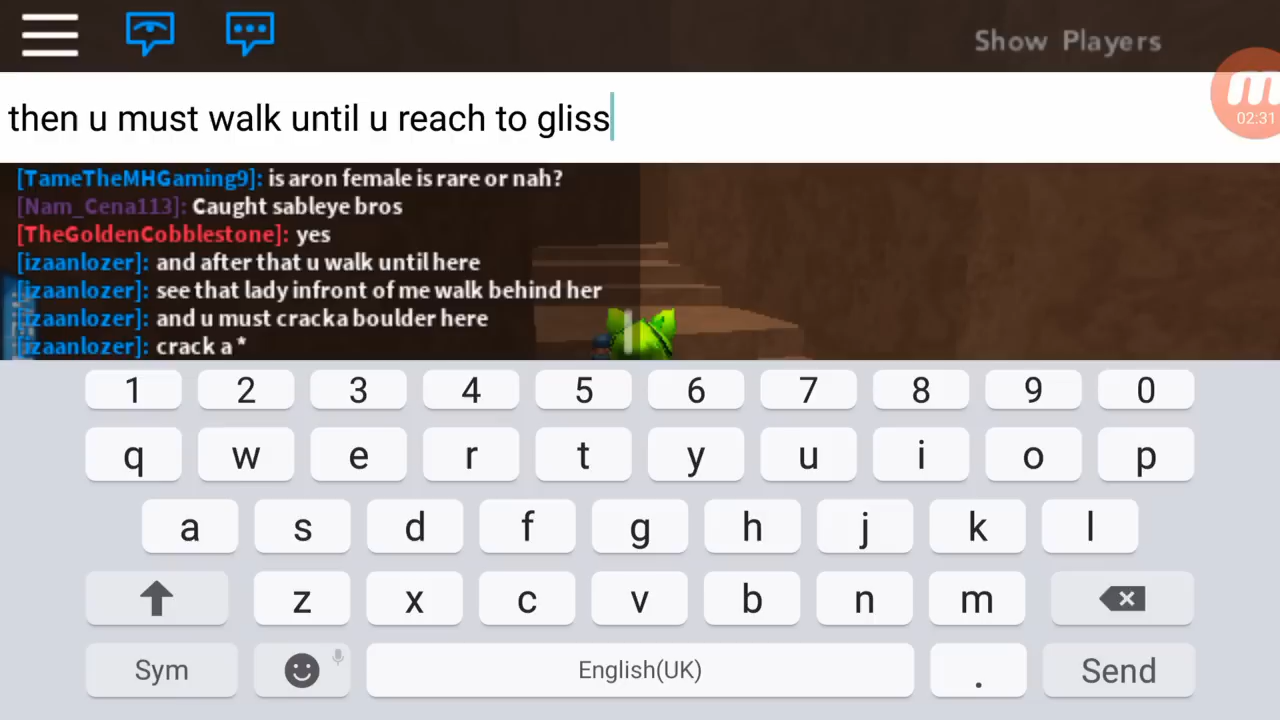 Show Players
then u must walk until u reach to gliss
02:31
[TameTheMHGaming9]: is aron female is rare or nah?
[Nam_Cena113]: Caught sableye bros
[TheGoldenCobblestone]: yes
[izaanlozer]: and after that u walk until here
[izaanlozer]: see that lady infront of me walk behind her
[izaanlozer]: and u must cracka boulder here
[izaanlozer]: crack a *
1 2 3 4 5 6 7 8 9 0
q w e r t y u i o p
a s d f g h j k l
z x c v b n m
Sym English(UK) . Send